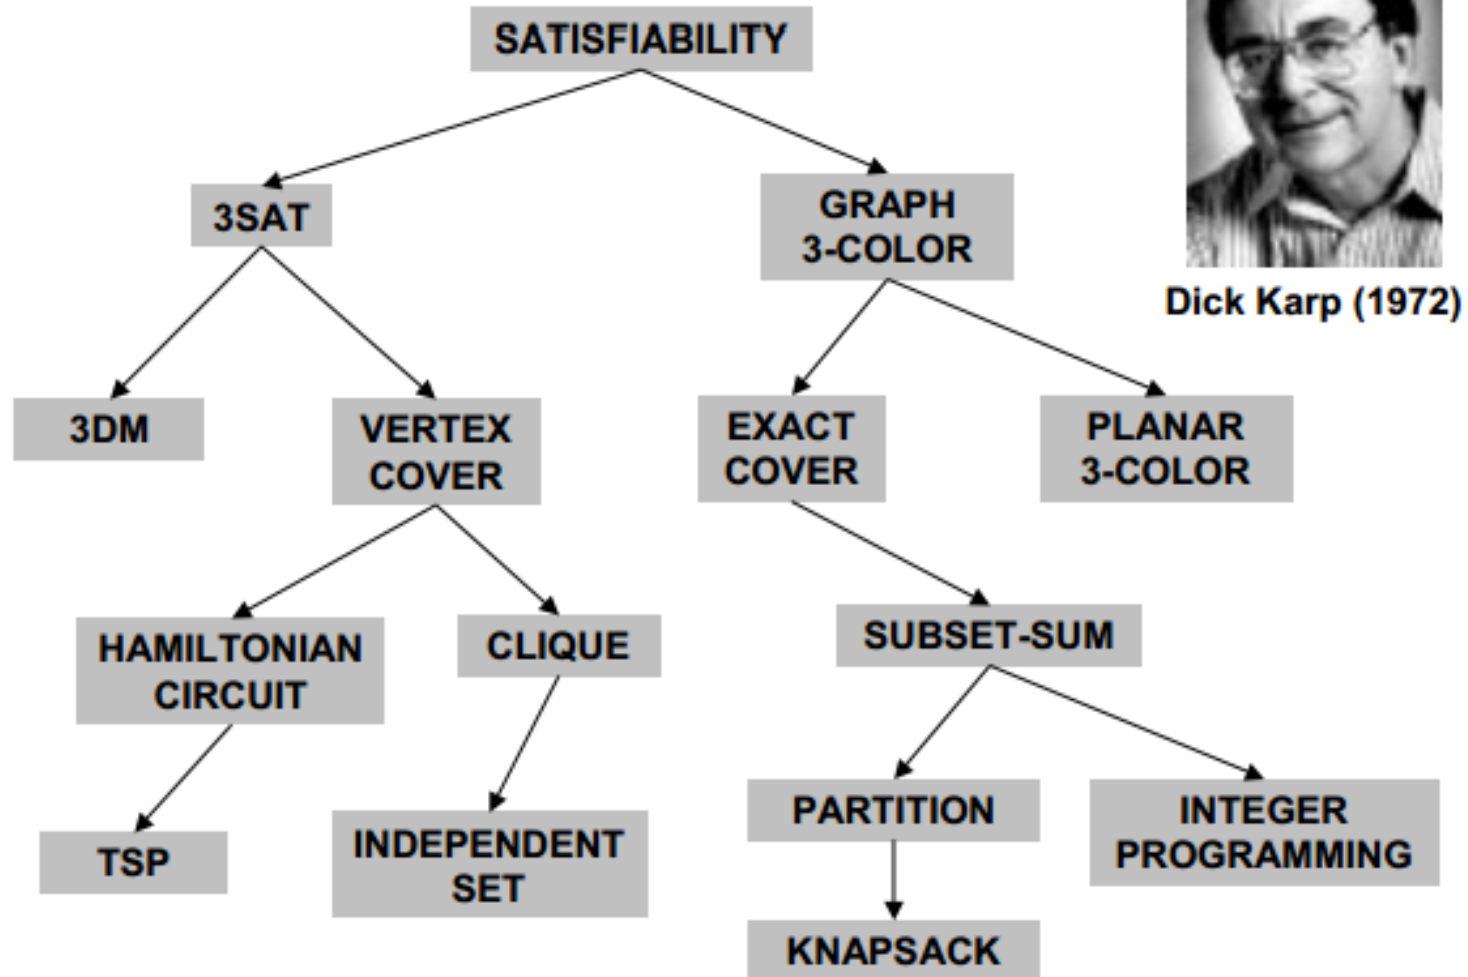 SATISFIABILITY
3SAT
GRAPH
3-COLOR
Dick Karp (1972)
3DM
VERTEX
COVER
EXACT
COVER
PLANAR
3-COLOR
HAMILTONIAN
CIRCUIT
CLIQUE
SUBSET-SUM
TSP
INDEPENDENT
SET
PARTITION
INTEGER
PROGRAMMING
KNAPSACK